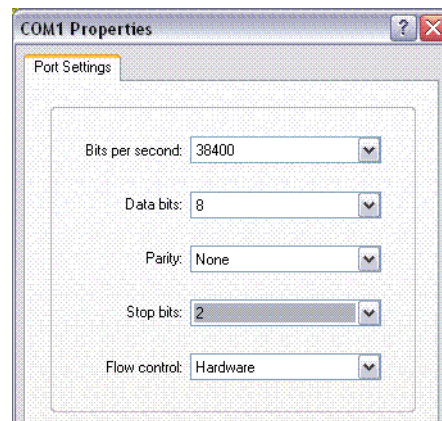 COM1 Properties
Port Settings
Bits per second: 38400
Data bits: 8
Parity: None
Stop bits: 2
Flow control: Hardware